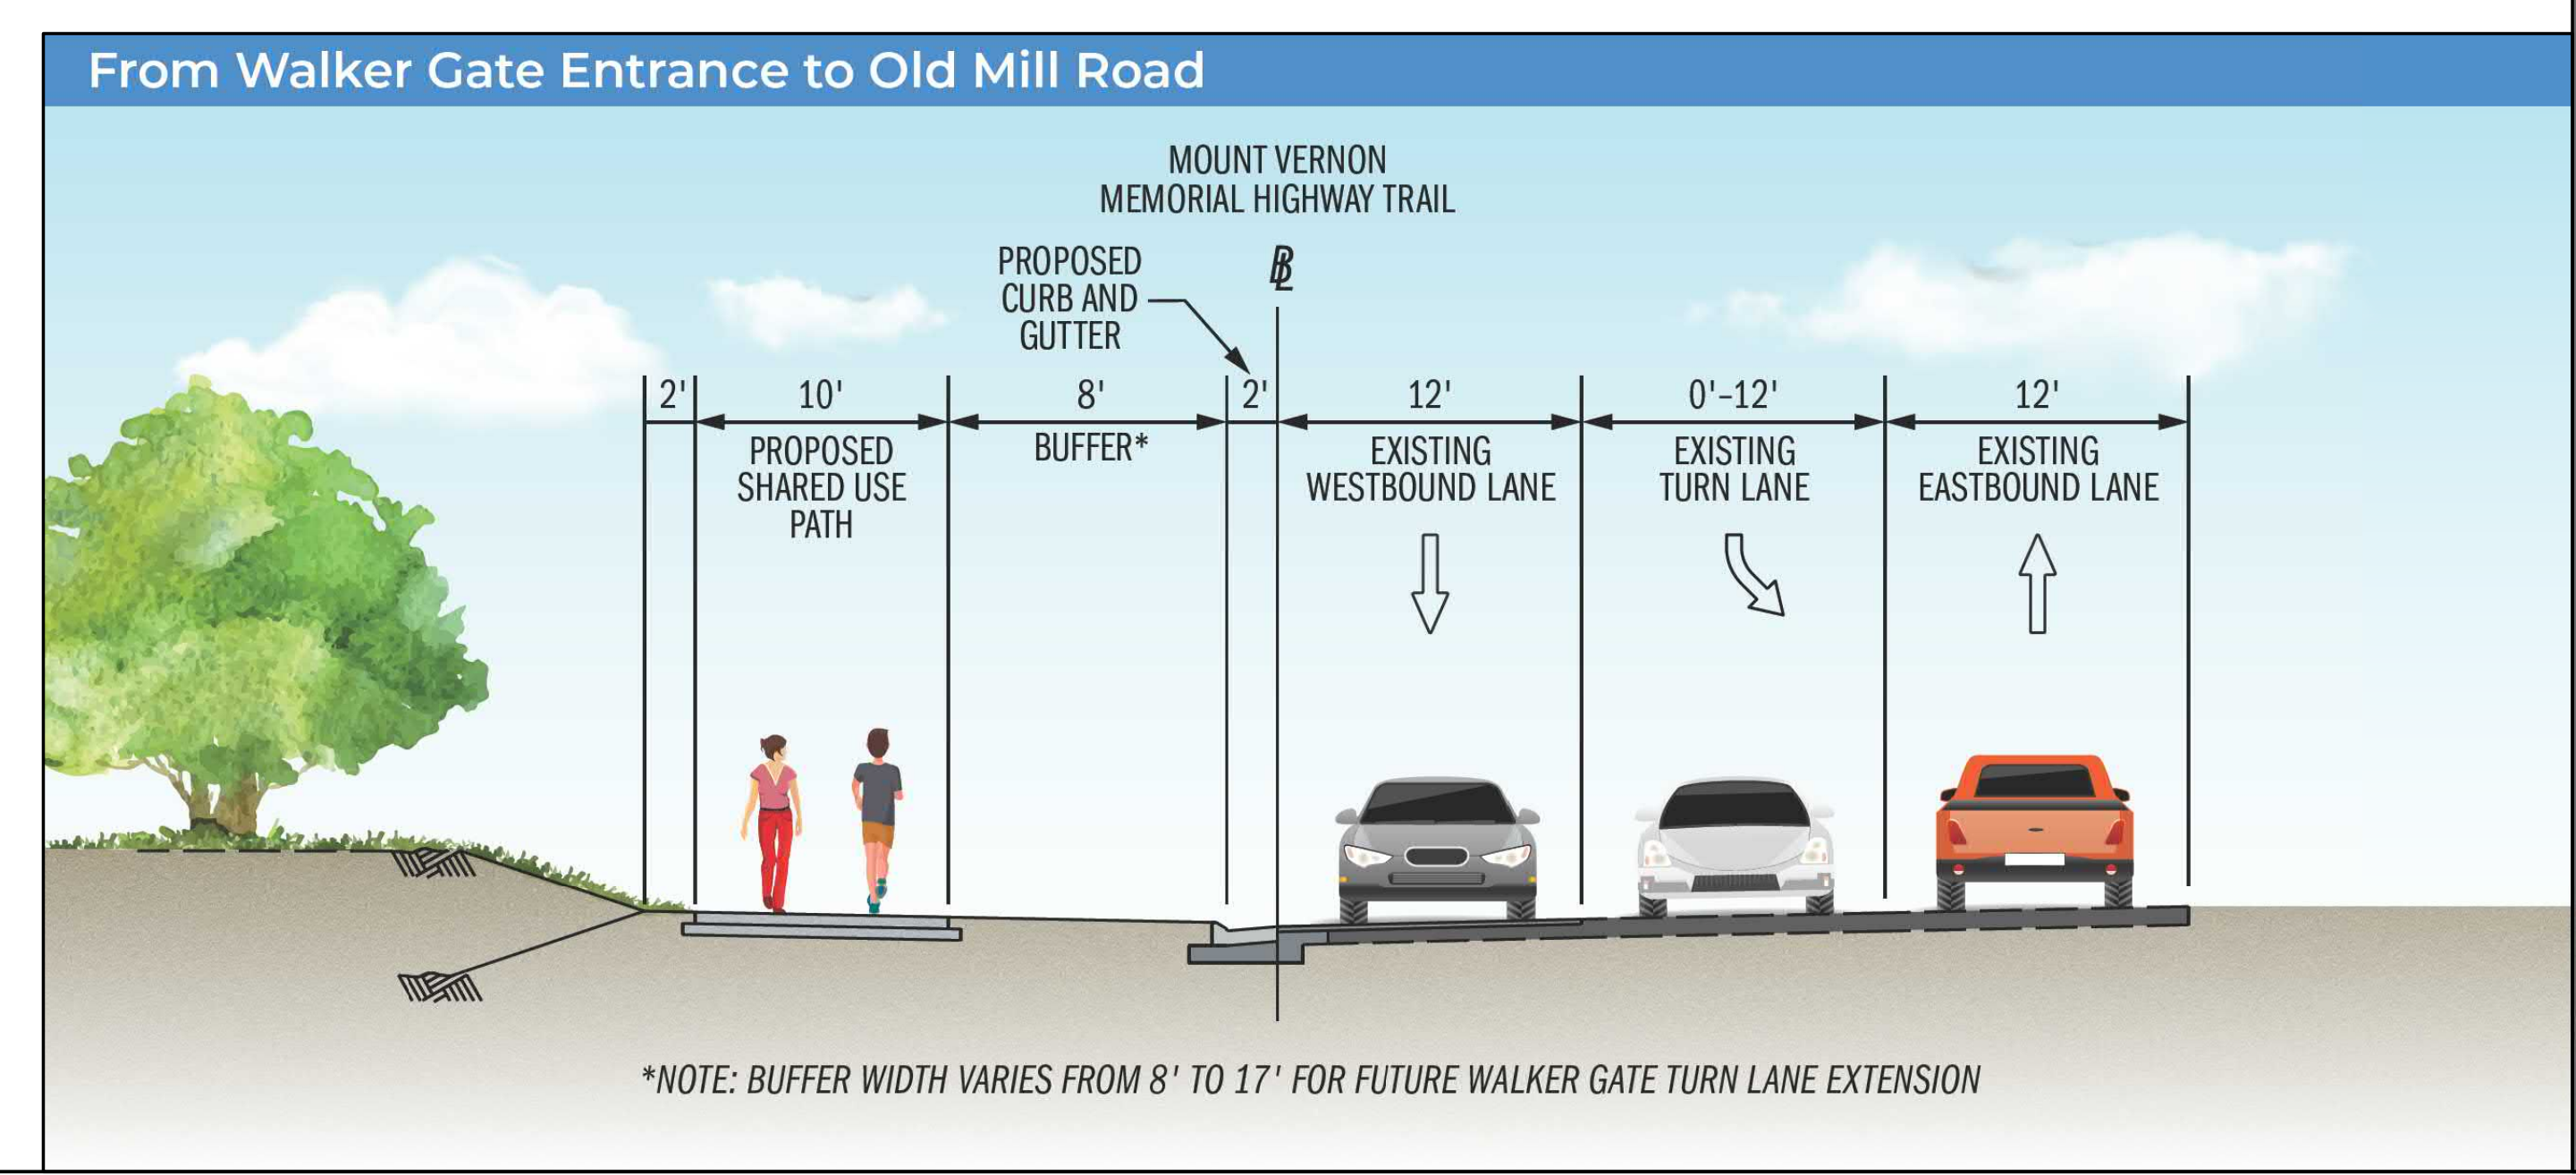 From Walker Gate Entrance to Old Mill Road
MOUNT VERNON
MEMORIAL HIGHWAY TRAIL
PROPOSED
CURB AND
GUTTER
BL
2'
10'
8'
2'
12'
0'-12'
12'
PROPOSED
SHARED USE
PATH
BUFFER*
EXISTING
WESTBOUND LANE
EXISTING
TURN LANE
EXISTING
EASTBOUND LANE
*NOTE: BUFFER WIDTH VARIES FROM 8' TO 17' FOR FUTURE WALKER GATE TURN LANE EXTENSION